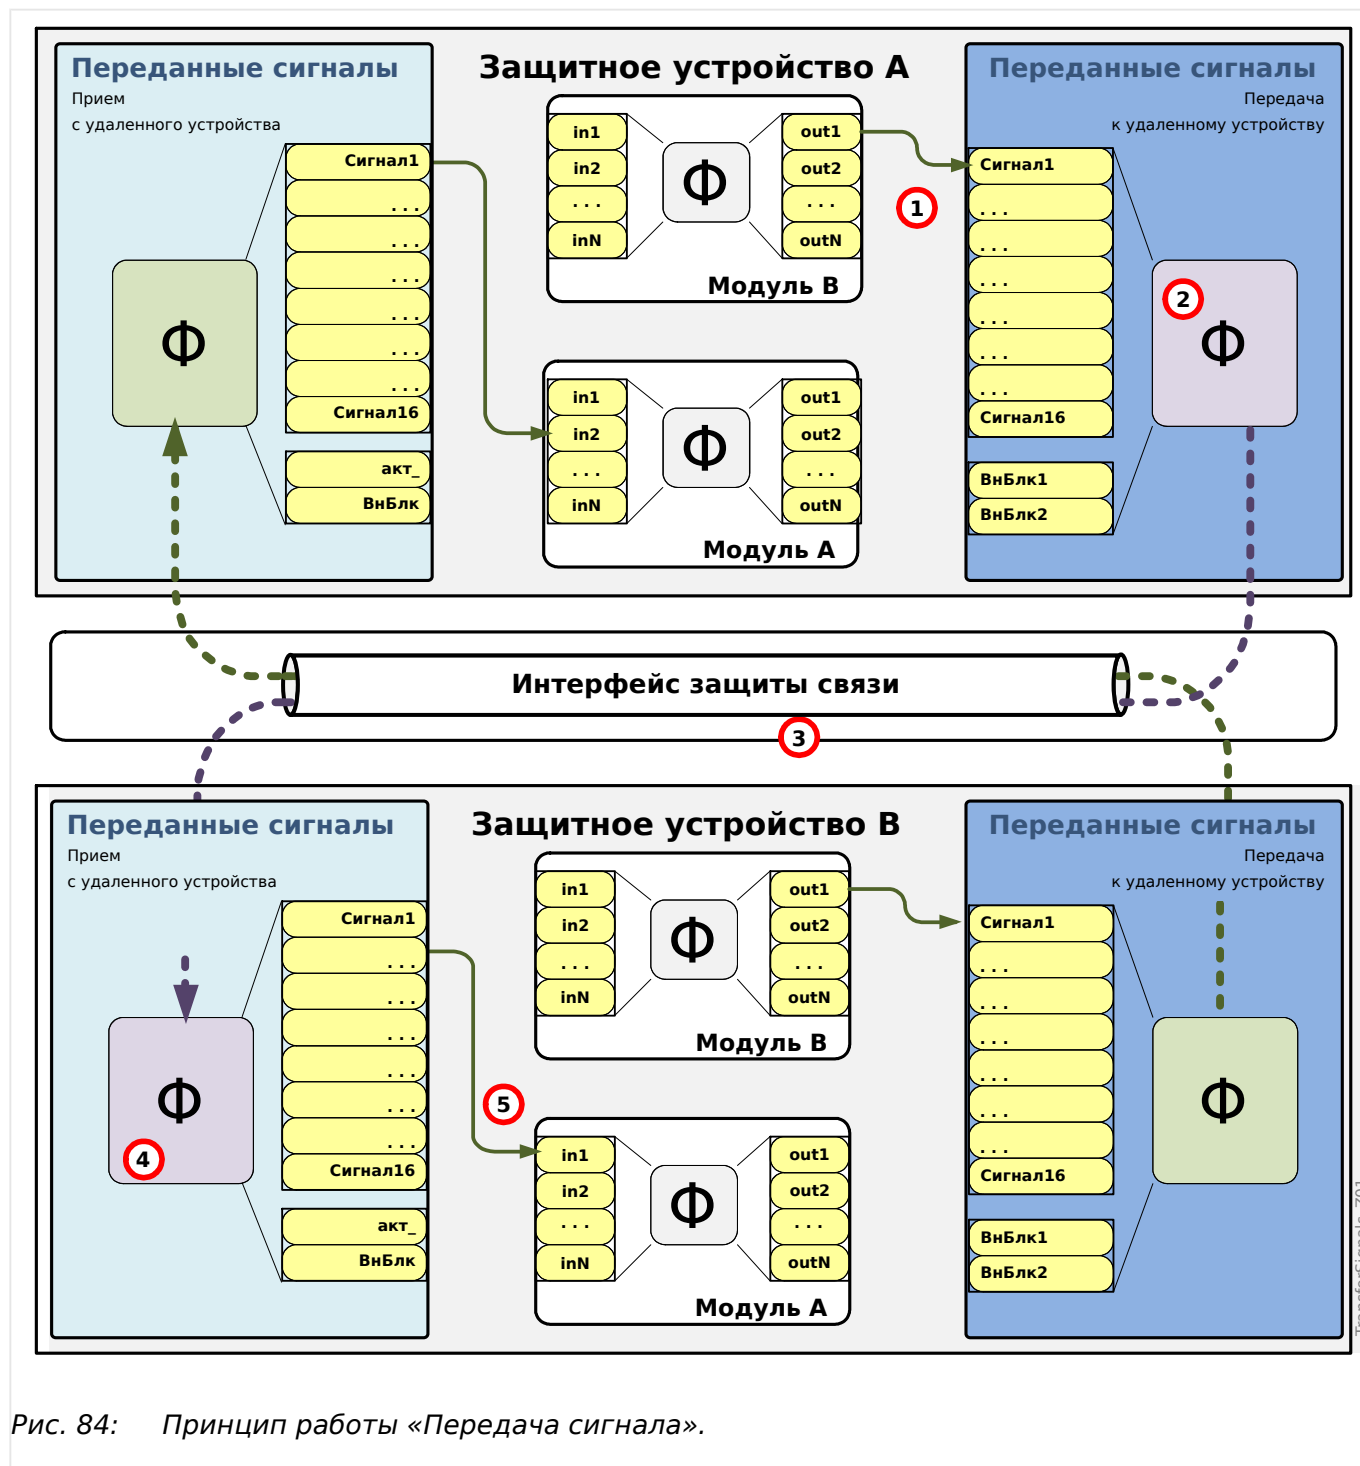 Переданные сигналы
Прием
с удаленного устройства
Сигнал1
...
...
...
...
...
...
Сигнал16
акт_
ВнБлк
Ф
Защитное устройство A
in1
in2
...
inN
Ф
out1
out2
...
outN
Модуль B
in1
in2
...
inN
Ф
out1
out2
...
outN
Модуль A
1
Переданные сигналы
Передача
к удаленному устройству
Сигнал1
...
...
...
...
...
...
Сигнал16
ВнБлк1
ВнБлк2
2
Ф
Интерфейс защиты связи
3
Переданные сигналы
Прием
с удаленного устройства
Сигнал1
...
...
...
...
...
...
Сигнал16
акт_
ВнБлк
Ф
4
Защитное устройство B
in1
in2
...
inN
Ф
out1
out2
...
outN
Модуль B
5
in1
in2
...
inN
Ф
out1
out2
...
outN
Модуль A
Переданные сигналы
Передача
к удаленному устройству
Сигнал1
...
...
...
...
...
...
Сигнал16
ВнБлк1
ВнБлк2
Ф
Рис. 84: Принцип работы «Передача сигнала».